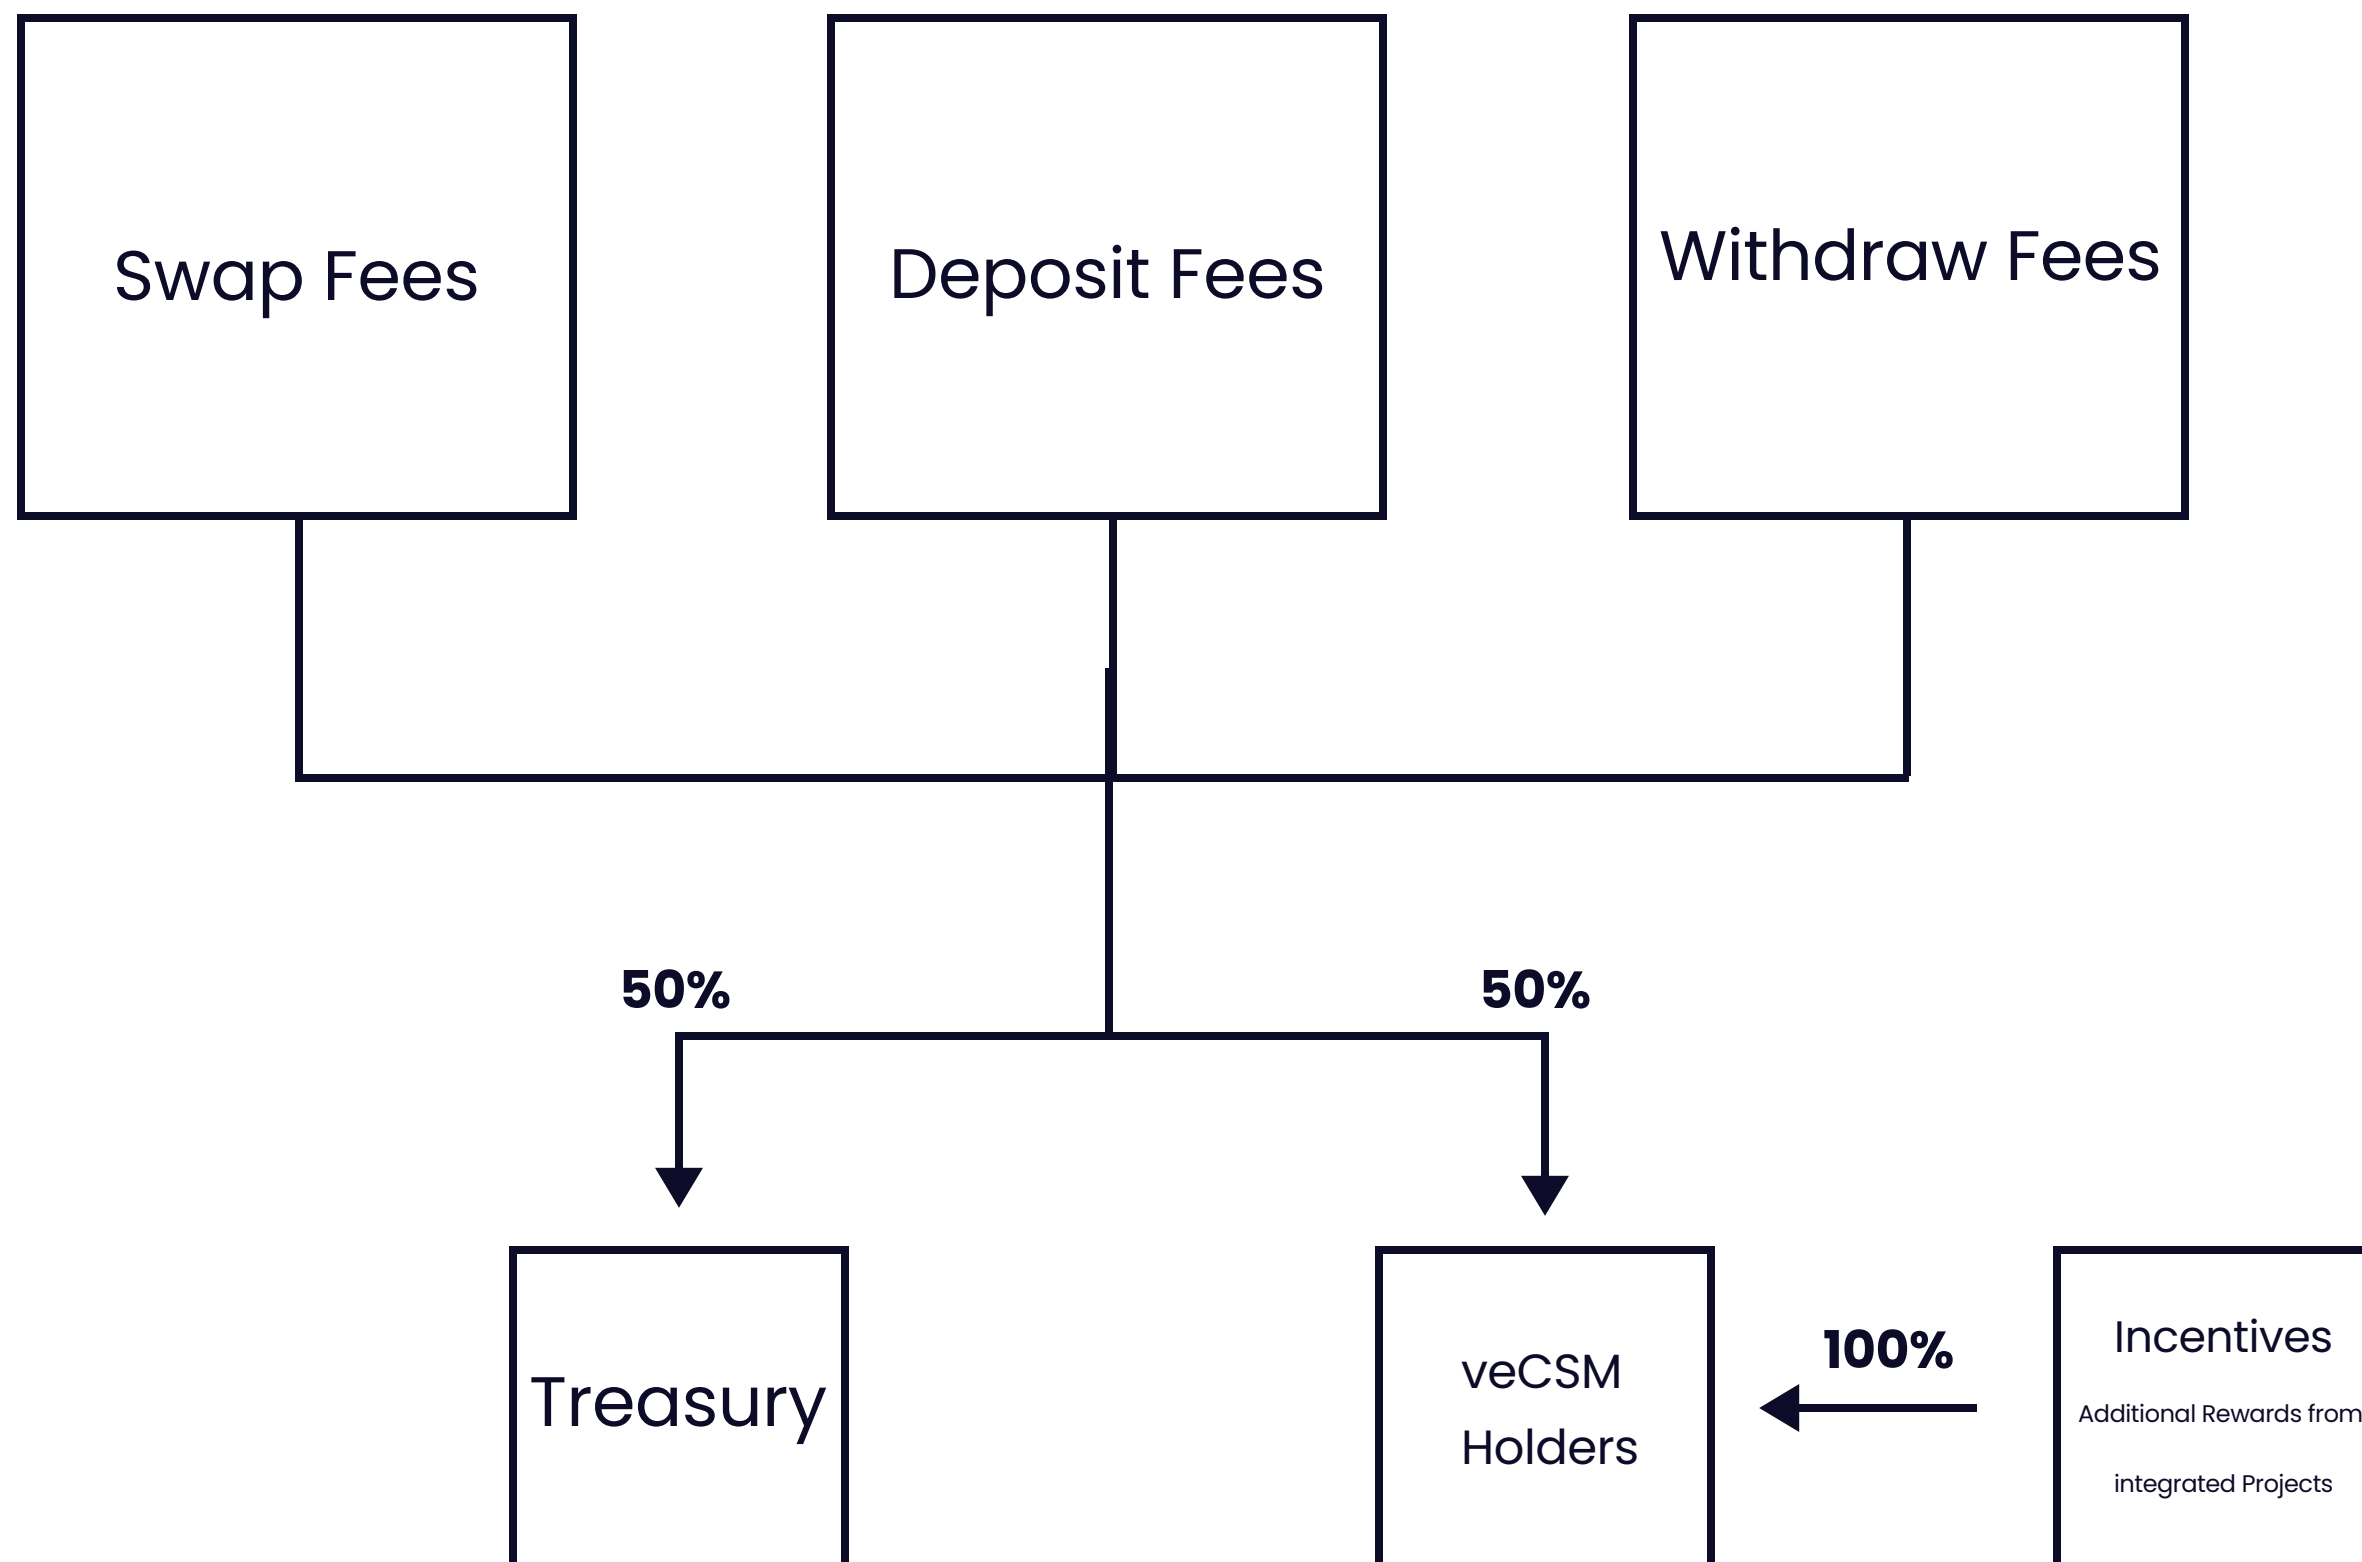 Swap Fees
Deposit Fees
Withdraw Fees
50%
50%
Treasury
veCSM
Holders
100%
Incentives
Additional Rewards from
integrated Projects